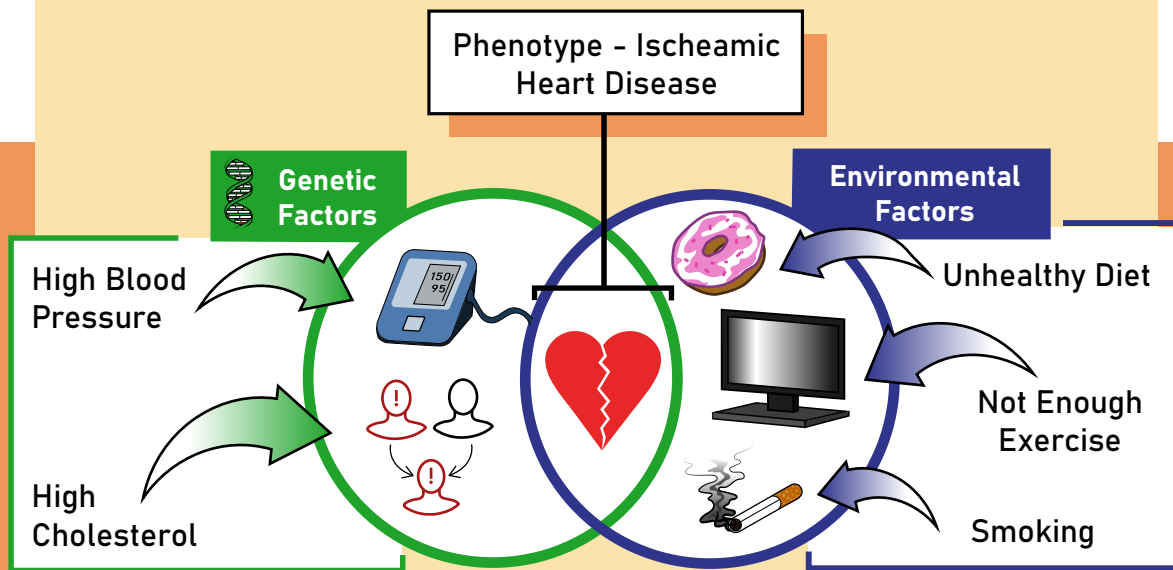 Phenotype - Ischeamic
Heart Disease
Genetic
Factors
Environmental
Factors
High Blood
Pressure
150
95
Unhealthy Diet
!
Not Enough
Exercise
!
High
Cholesterol
Smoking